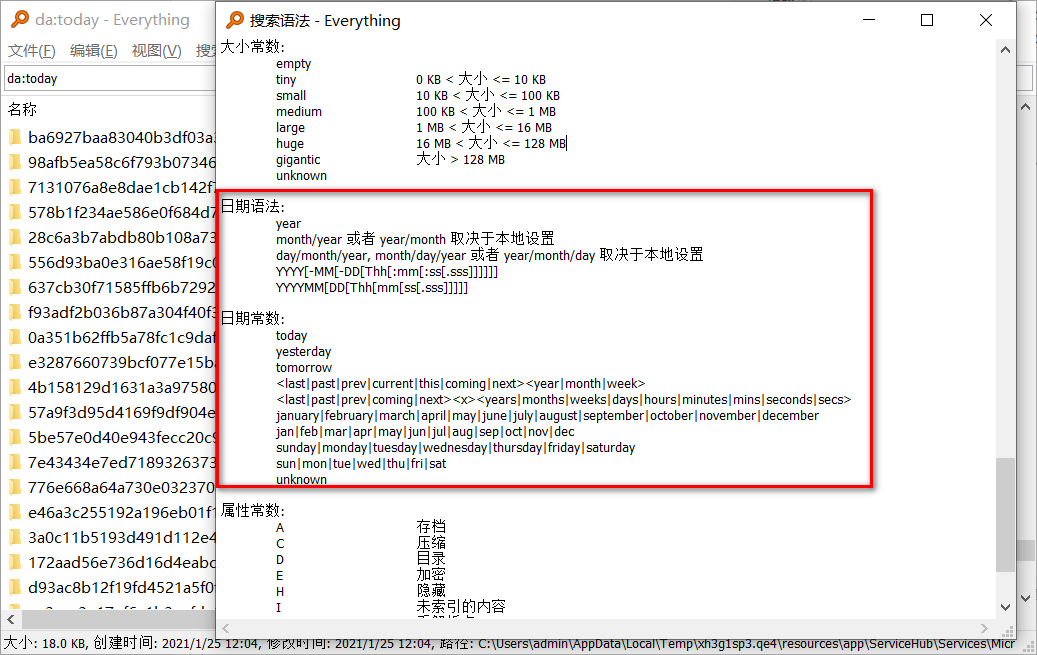 da:today - Everything
文件(F) 编辑(E) 视图(V)
da:today
名称
ba6927baa83040b3df03a
98afb5ea58c6f793b07346
7131076a8e8dae1cb142f
578b1f234ae586e0f684d7
28c6a3b7abdb80b108a73
556d93ba0e316ae58f19c
637cb30f71585ffb6b7292
f93adf2b036b87a304f40f
0a351b62ffb5a78fc1c9da
e3287660739bcf077e15b
4b158129d1631a3a97580
57a9f3d95d4169f9df904e
5be57e0d40e943fecc20c
7e43434e7ed7189326373
776e668a64a730e032370
e46a3c255192a196eb01f
3a0c11b5193d491d112e4
172aad56e736d16d4eabc
d93ac8b12f19fd4521a5f0
大小: 18.0 KB, 创建时间: 2021/1/25 12:04, 修改时间: 2021/1/25 12:04, 路径: C:\Users\admin\AppData\Local\Temp\xh3g1sp3.qe4\resources\app\ServiceHub\Services\Micr
搜索语法 - Everything
大小常数:
empty
tiny 0 KB < 大小 <= 10 KB
small 10 KB < 大小 <= 100 KB
medium 100 KB < 大小 <= 1 MB
large 1 MB < 大小 <= 16 MB
huge 16 MB < 大小 <= 128 MB
gigantic 大小 > 128 MB
unknown
日期语法:
year
month/year 或者 year/month 取决于本地设置
day/month/year, month/day/year 或者 year/month/day 取决于本地设置
YYYY[-MM[-DD[Thh[:mm[:ss[.sss]]]]]]
YYYYMM[DD[Thh[mm[ss[.sss]]]]]
日期常数:
today
yesterday
tomorrow
<last|past|prev|current|this|coming|next><year|month|week>
<last|past|prev|coming|next><x><years|months|weeks|days|hours|minutes|mins|seconds|secs>
january|february|march|april|may|june|july|august|september|october|november|december
jan|feb|mar|apr|may|jun|jul|aug|sep|oct|nov|dec
sunday|monday|tuesday|wednesday|thursday|friday|saturday
sun|mon|tue|wed|thu|fri|sat
unknown
属性常数:
A 存档
C 压缩
D 目录
E 加密
H 隐藏
I 未索引的内容